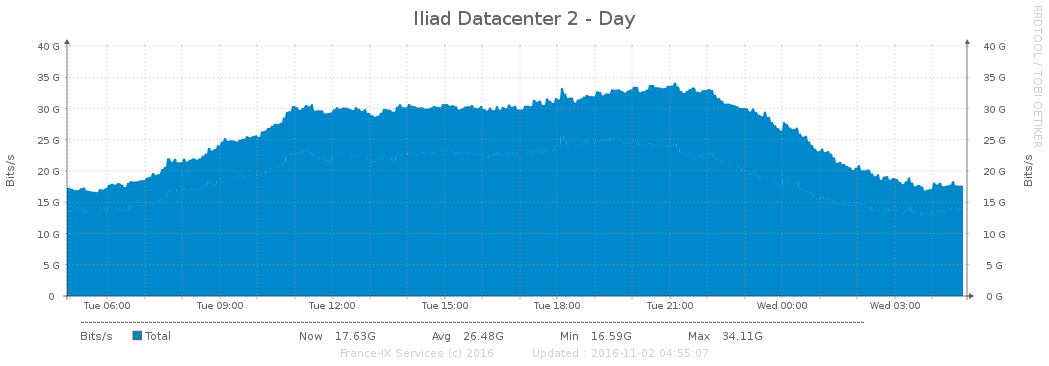 Iliad Datacenter 2 - Day
RRDTOOL / TOBI OETIKER
Bits/s
40 G 40 G
35 G 35 G
30 G 30 G
25 G 25 G
20 G 20 G
15 G 15 G
10 G 10 G
5 G 5 G
0 0 G
Bits/s
Tue 06:00 Tue 09:00 Tue 12:00 Tue 15:00 Tue 18:00 Tue 21:00 Wed 00:00 Wed 03:00
Bits/s Total Now 17.63G Avg 26.48G Min 16.59G Max 34.11G
France-IX Services (c) 2016 Updated : 2016-11-02 04:55:07